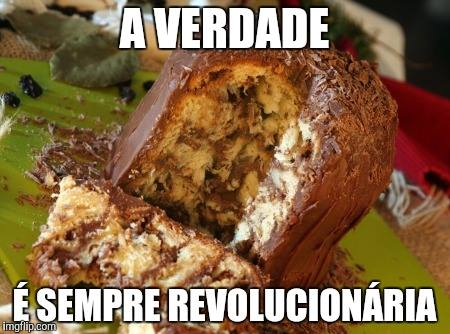 A VERDADE
É SEMPRE REVOLUCIONÁRIA
imgflip.com